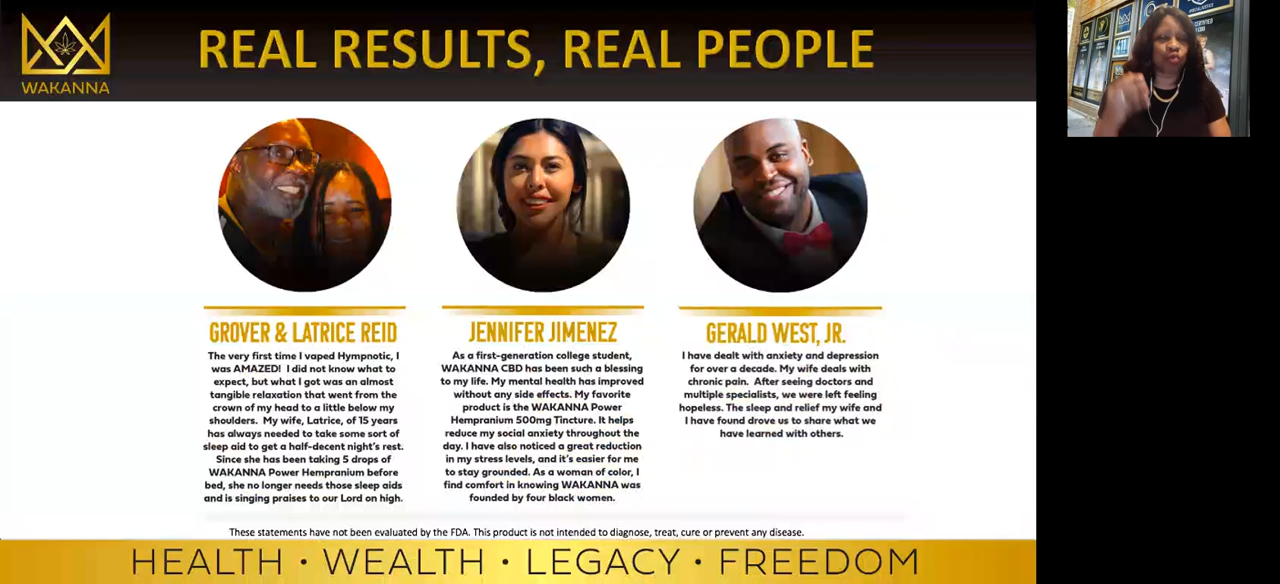 REAL RESULTS, REAL PEOPLE
WAKANNA
GROVER & LATRICE REID
The very first time I vaped Hympnotic, I
was AMAZED!  I did not know what to
expect, but what I got was an almost
tangible relaxation that went from the
crown of my head to a little below my
shoulders.  My wife, Latrice, of 15 years
has always needed to take some sort of
sleep aid to get a half-decent night's rest.
Since she has been taking 5 drops of
WAKANNA Power Hempranium before
bed, she no longer needs those sleep aids
and is singing praises to our Lord on high.
JENNIFER JIMENEZ
As a first-generation college student,
WAKANNA CBD has been such a blessing
to my life. My mental health has improved
without any side effects. My favorite
product is the WAKANNA Power
Hempranium 500mg Tincture. It helps
reduce my social anxiety throughout the
day. I have also noticed a great reduction
in my stress levels, and it's easier for me
to stay grounded. As a woman of color, I
find comfort in knowing WAKANNA was
founded by four black women.
GERALD WEST, JR.
I have dealt with anxiety and depression
for over a decade. My wife deals with
chronic pain.  After seeing doctors and
multiple specialists, we were left feeling
hopeless. The sleep and relief my wife and
I have found drove us to share what we
have learned with others.
These statements have not been evaluated by the FDA. This product is not intended to diagnose, treat, cure or prevent any disease.
HEALTH • WEALTH • LEGACY • FREEDOM